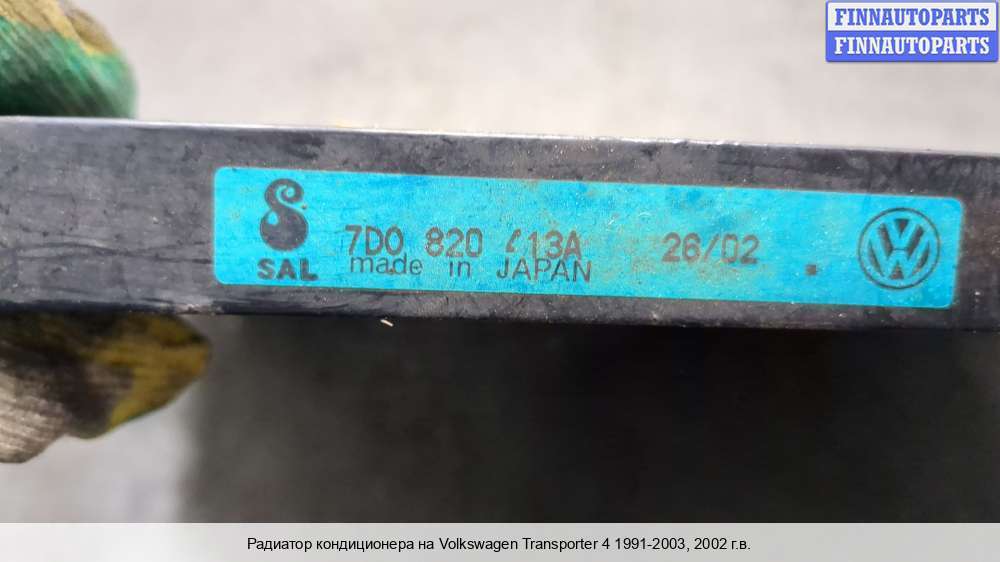 FINNAUTOPARTS
FINNAUTOPARTS
SAL
7D0 820 413A 26/02 .
made in JAPAN
VW
Радиатор кондиционера на Volkswagen Transporter 4 1991-2003, 2002 г.в.